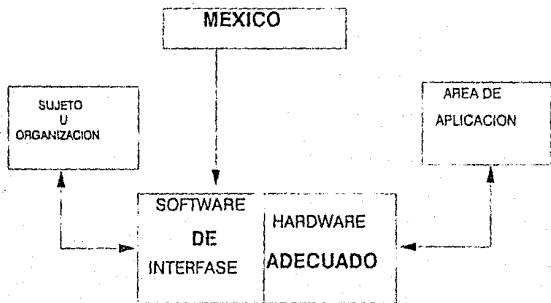 MEXICO
SUJETO
U
ORGANIZACION
AREA DE
APLICACION
SOFTWARE
DE
INTERFASE
HARDWARE
ADECUADO